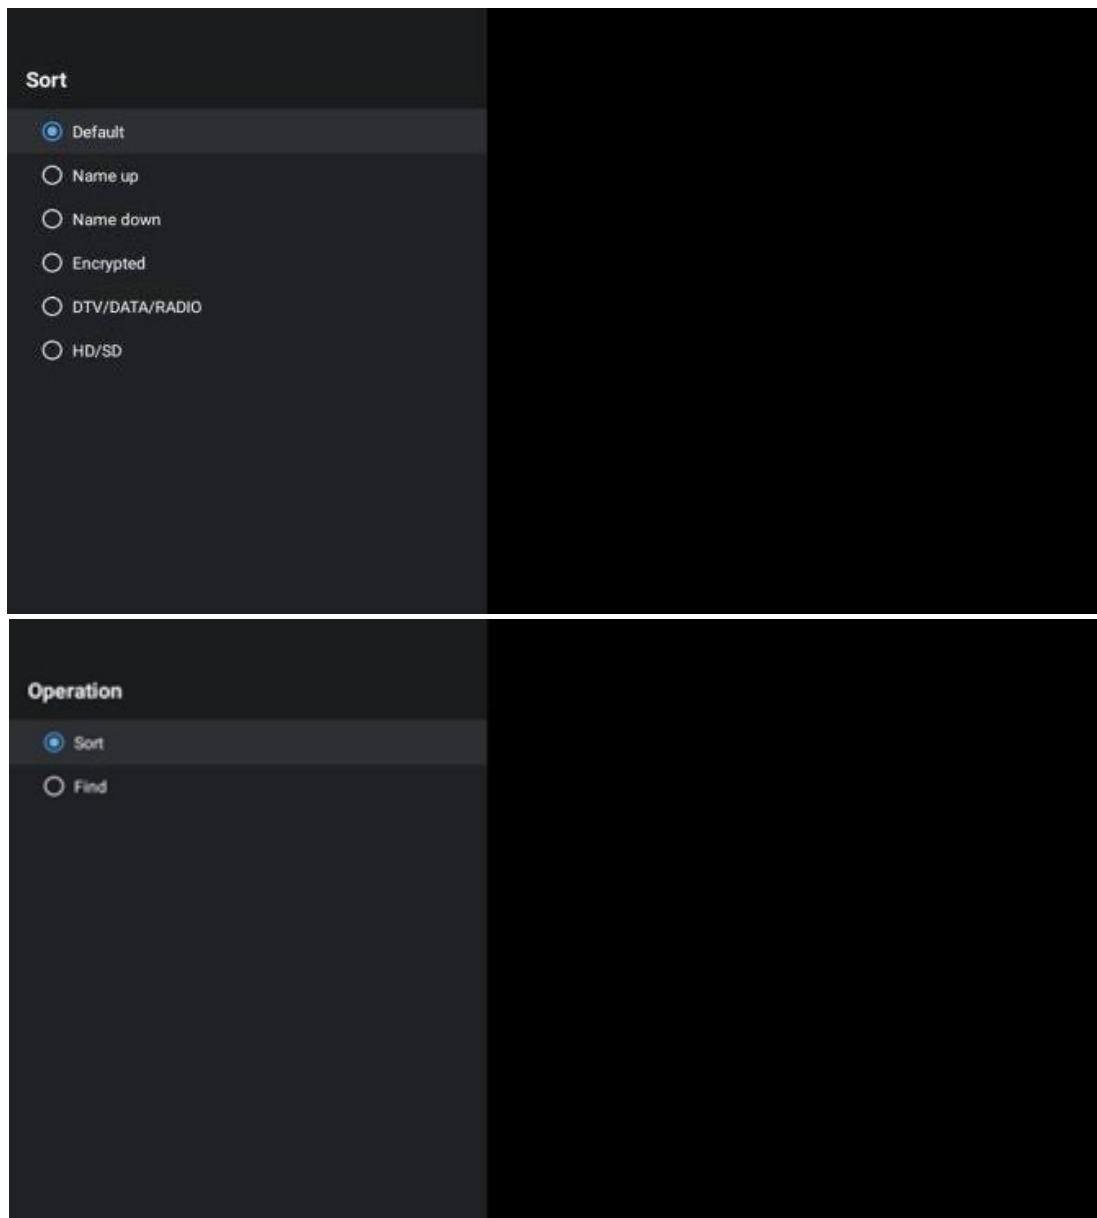 Sort
Default
Name up
Name down
Encrypted
DTV/DATA/RADIO
HD/SD
Operation
Sort
Find